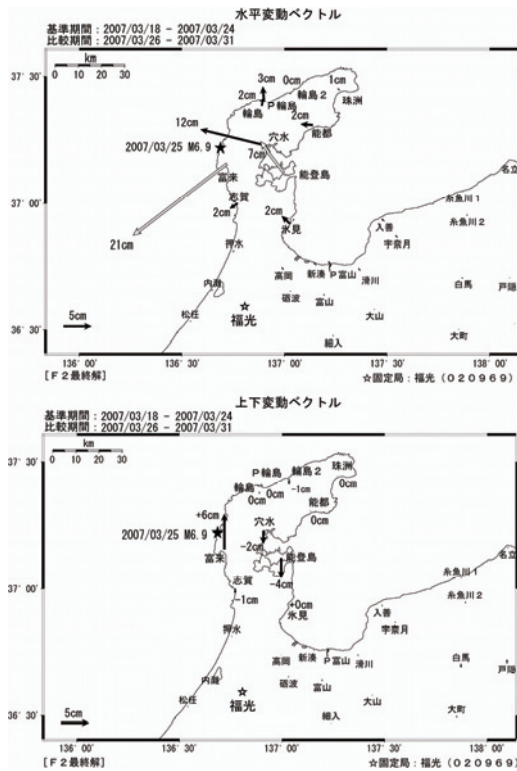 水平変動ベクトル
基準期間：2007/03/18 - 2007/03/24
比較期間：2007/03/26 - 2007/03/31
km
0 10 20 30
37° 30'
3cm
0cm
1cm
2cm
P輪島
輪島２
珠洲
輪島
2cm
能都
12cm
穴水
2007/03/25 M6.9
7cm
能登島
富来
志賀
名立
37° 00'
2cm
2cm
氷見
糸魚川１
入善
糸魚川２
21cm
押水
宇奈月
高岡
新湊
P富山
滑川
内灘
砺波
富山
白馬
戸隠
松任
福光
大山
5cm
36° 30'
細入
大町
136° 00'
136° 30'
137° 00'
137° 30'
138° 00'
[Ｆ２最終解]
☆固定局：福光（020969）
上下変動ベクトル
基準期間：2007/03/18 - 2007/03/24
比較期間：2007/03/26 - 2007/03/31
km
0 10 20 30
37° 30'
P輪島
輪島２
珠洲
輪島
0cm
0cm
-1cm
0cm
能都
+6cm
0cm
穴水
2007/03/25 M6.9
-2cm
能登島
富来
志賀
-4cm
37° 00'
-1cm
+0cm
氷見
糸魚川１
入善
糸魚川２
押水
宇奈月
高岡
新湊
P富山
滑川
内灘
砺波
富山
白馬
戸隠
松任
福光
大山
5cm
36° 30'
細入
大町
136° 00'
136° 30'
137° 00'
137° 30'
138° 00'
[Ｆ２最終解]
☆固定局：福光（020969）